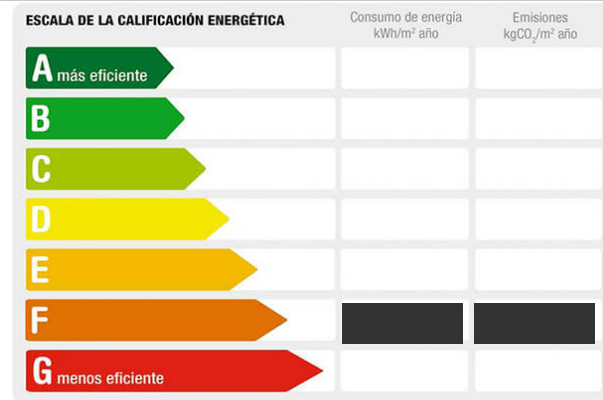 ESCALA DE LA CALIFICACIÓN ENERGÉTICA
Consumo de energía
kWh/m² año
Emisiones
kgCO₂/m² año
A más eficiente
B
C
D
E
F
G menos eficiente